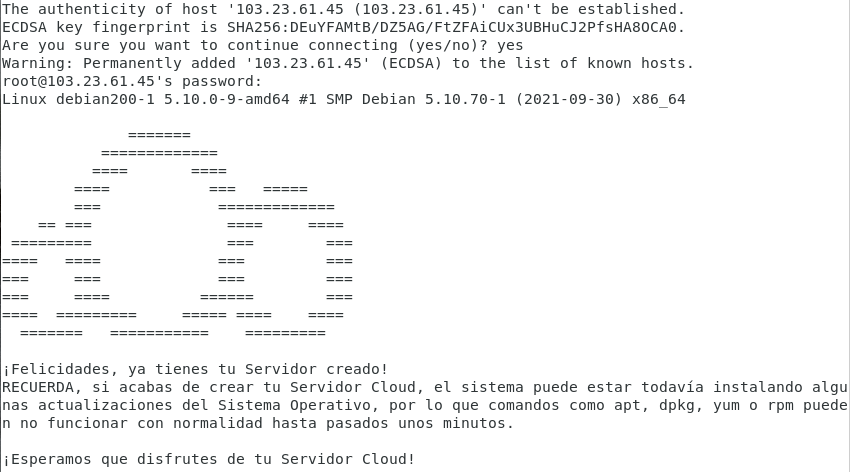 The authenticity of host '103.23.61.45 (103.23.61.45)' can't be established.
ECDSA key fingerprint is SHA256:DEuYFAMtB/DZ5AG/FtZFAiCUx3UBHuCJ2PfsHA8OCA0.
Are you sure you want to continue connecting (yes/no)? yes
Warning: Permanently added '103.23.61.45' (ECDSA) to the list of known hosts.
root@103.23.61.45's password:
Linux debian200-1 5.10.0-9-amd64 #1 SMP Debian 5.10.70-1 (2021-09-30) x86_64
¡Felicidades, ya tienes tu Servidor creado!
RECUERDA, si acabas de crear tu Servidor Cloud, el sistema puede estar todavía instalando algu
nas actualizaciones del Sistema Operativo, por lo que comandos como apt, dpkg, yum o rpm puede
n no funcionar con normalidad hasta pasados unos minutos.
¡Esperamos que disfrutes de tu Servidor Cloud!